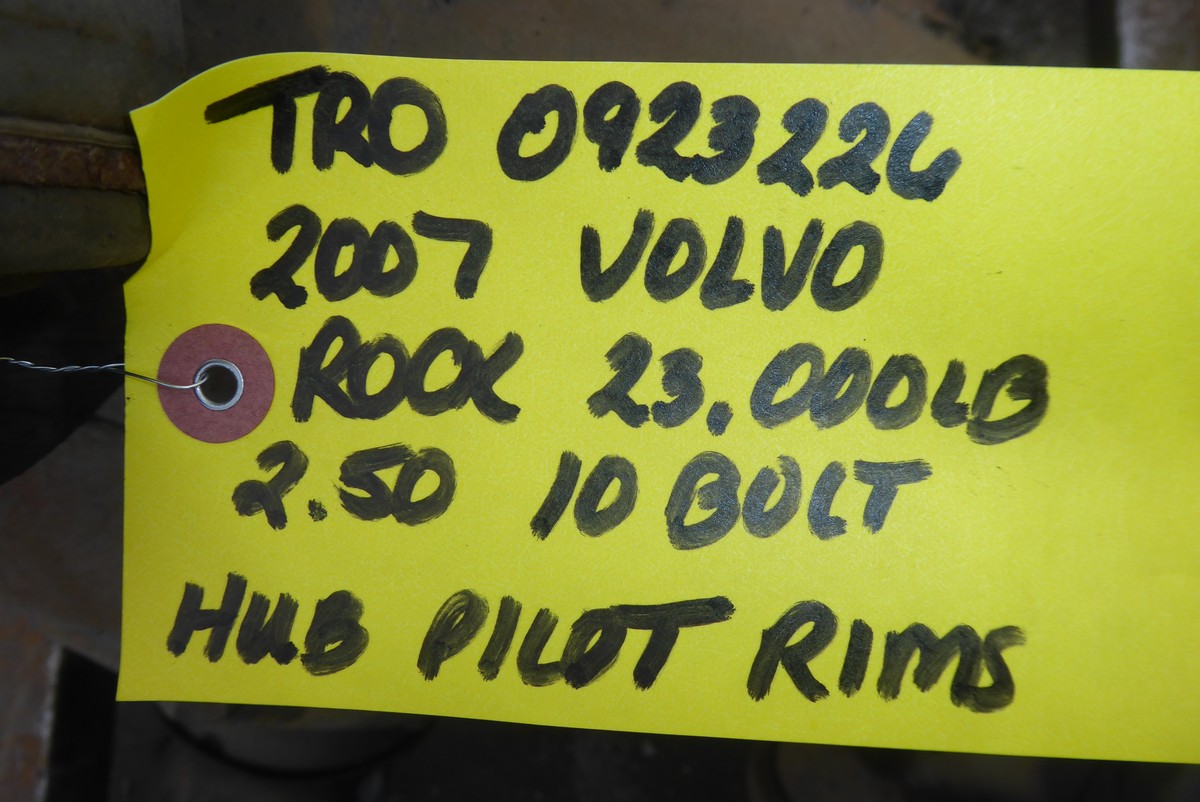 TRO 0923226
2007 VOLVO
ROCK 23,000LB
2.50 10 BOLT
HUB PILOT RIMS